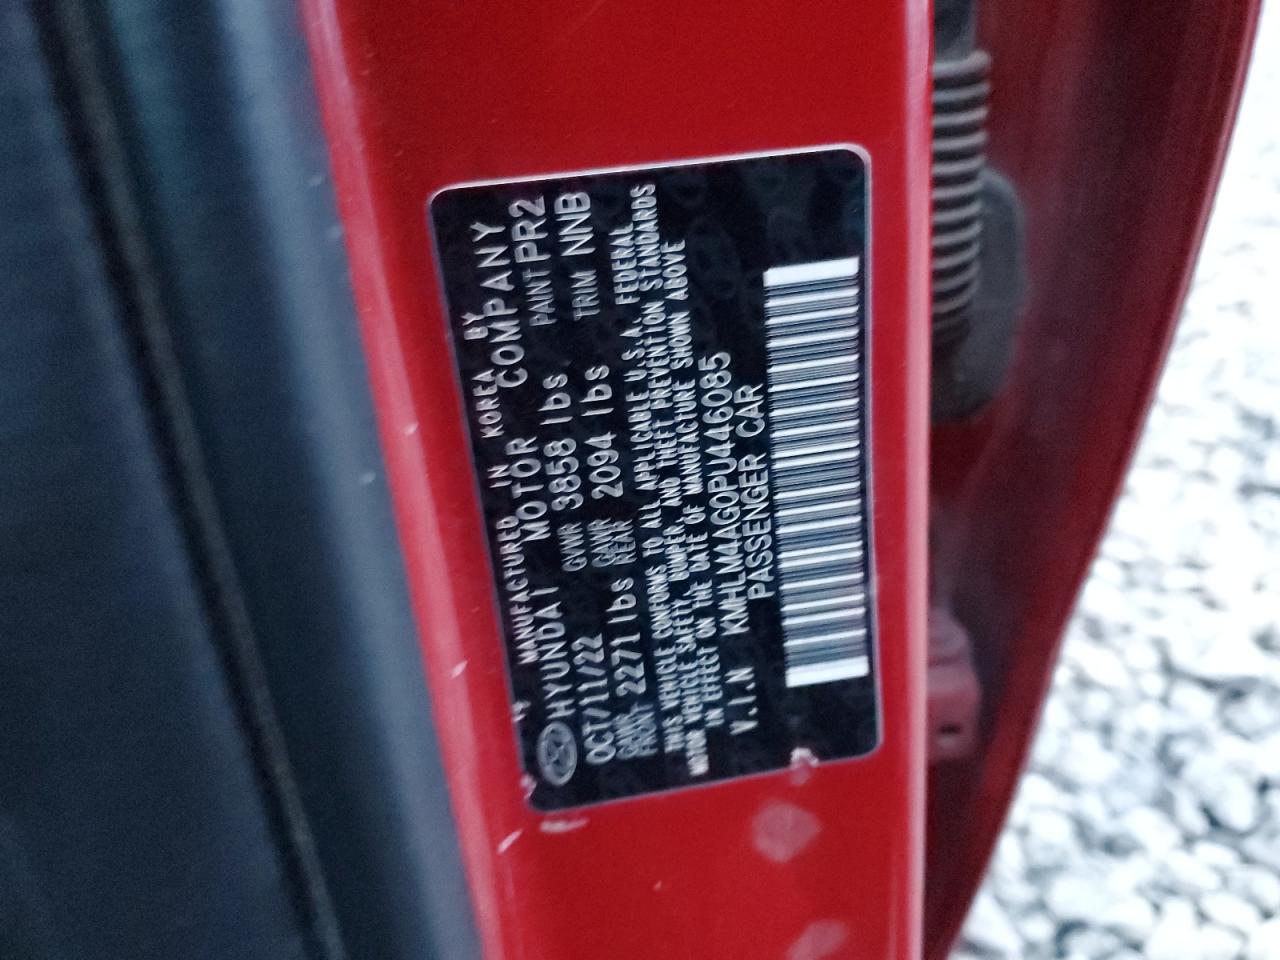 MANUFACTURED IN KOREA BY
HYUNDAI MOTOR COMPANY
OCT/11/22 GVWR 3858 lbs PAINT PR2
GAWR FRONT 2271 lbs GAWR REAR 2094 lbs TRIM NNB
THIS VEHICLE CONFORMS TO ALL APPLICABLE U.S.A. FEDERAL
MOTOR VEHICLE SAFETY, BUMPER, AND THEFT PREVENTION STANDARDS
IN EFFECT ON THE DATE OF MANUFACTURE SHOWN ABOVE
V.I.N KMHLM4AG0PU446085
PASSENGER CAR